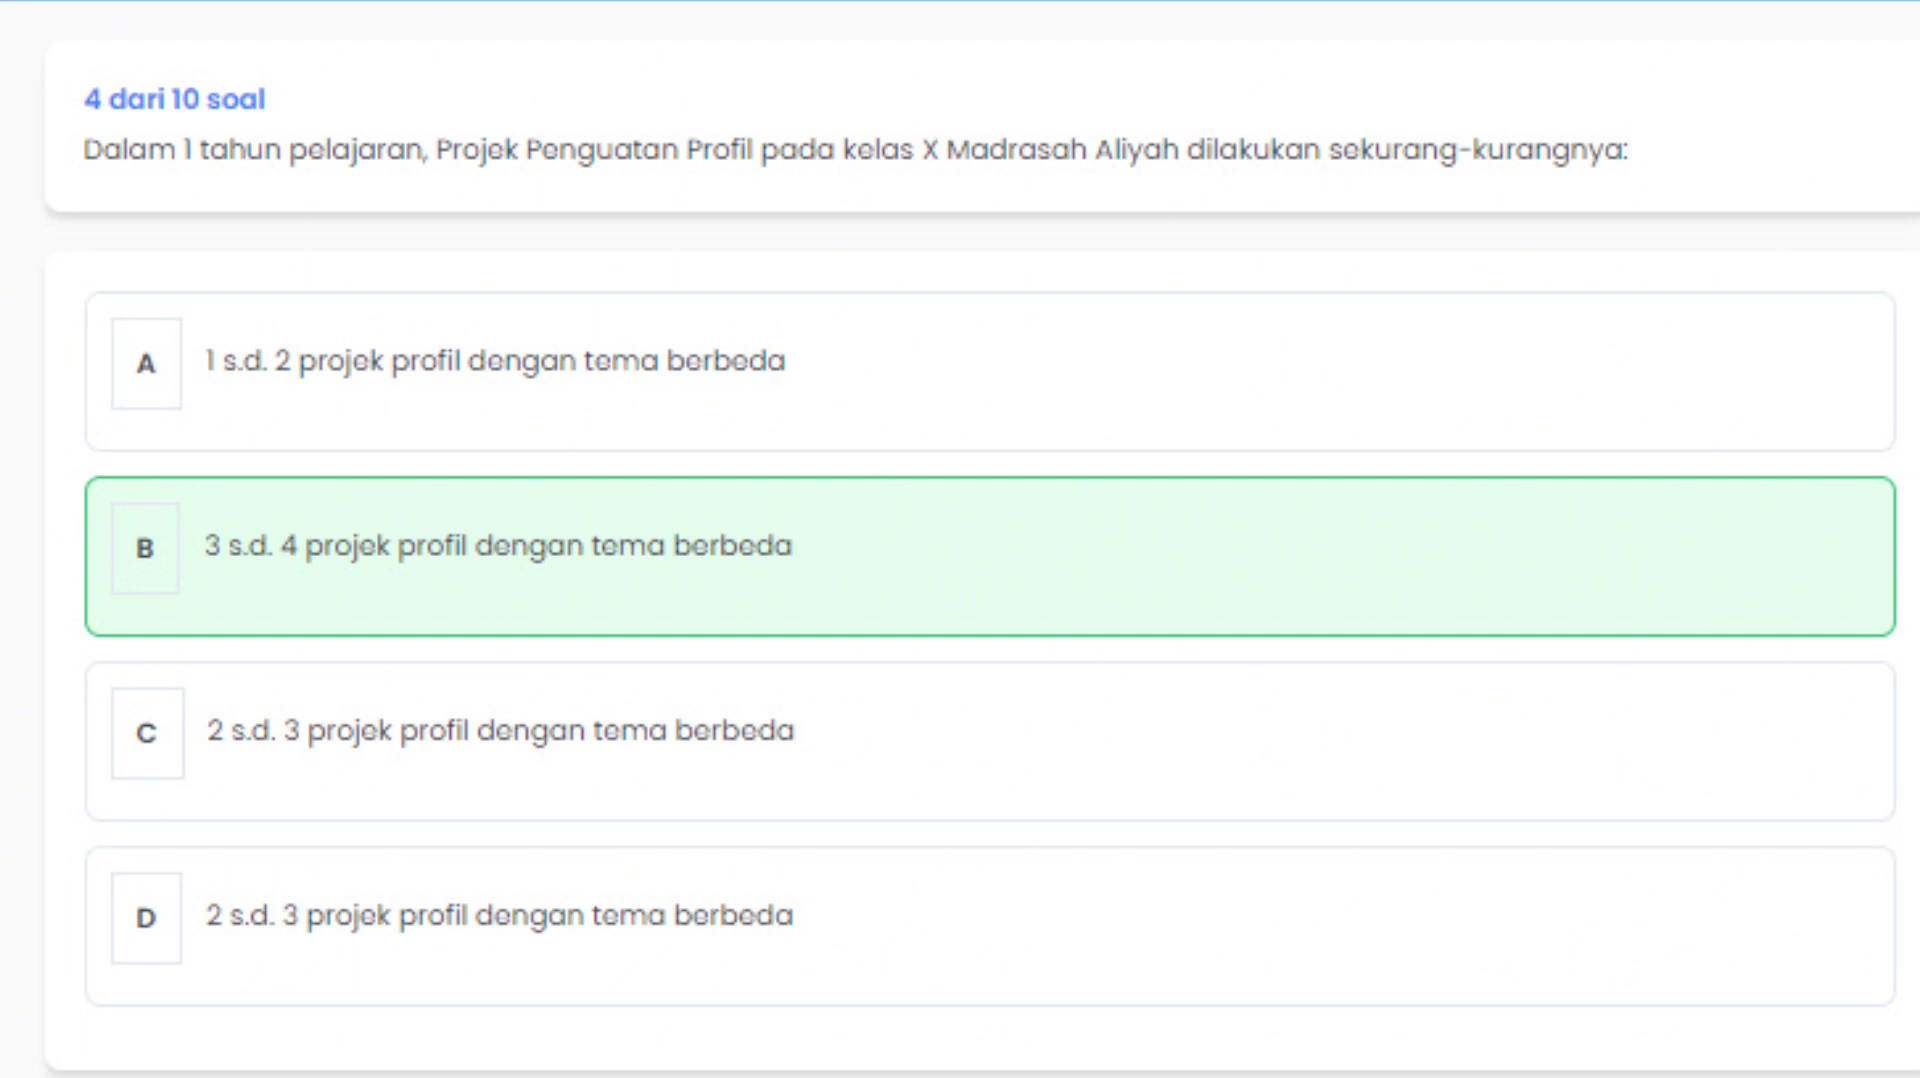 4 dari 10 soal
Dalam 1 tahun pelajaran, Projek Penguatan Profil pada kelas X Madrasah Aliyah dilakukan sekurang-kurangnya:
A
1 s.d. 2 projek profil dengan tema berbeda
B
3 s.d. 4 projek profil dengan tema berbeda
C
2 s.d. 3 projek profil dengan tema berbeda
D
2 s.d. 3 projek profil dengan tema berbeda